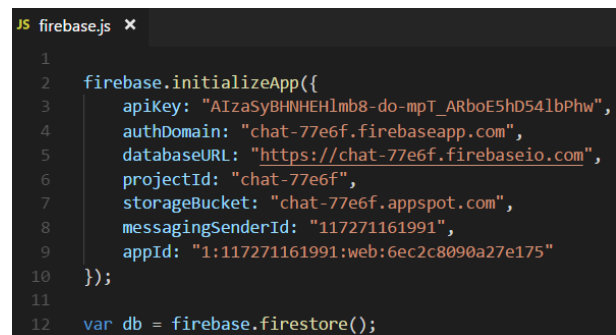 JS firebase.js ×
1
2 firebase.initializeApp({
3     apiKey: "AIzaSyBHNHEHlmb8-do-mpT_ARboE5hD54lbPhw",
4     authDomain: "chat-77e6f.firebaseapp.com",
5     databaseURL: "https://chat-77e6f.firebaseio.com",
6     projectId: "chat-77e6f",
7     storageBucket: "chat-77e6f.appspot.com",
8     messagingSenderId: "117271161991",
9     appId: "1:117271161991:web:6ec2c8090a27e175"
10 });
11
12 var db = firebase.firestore();